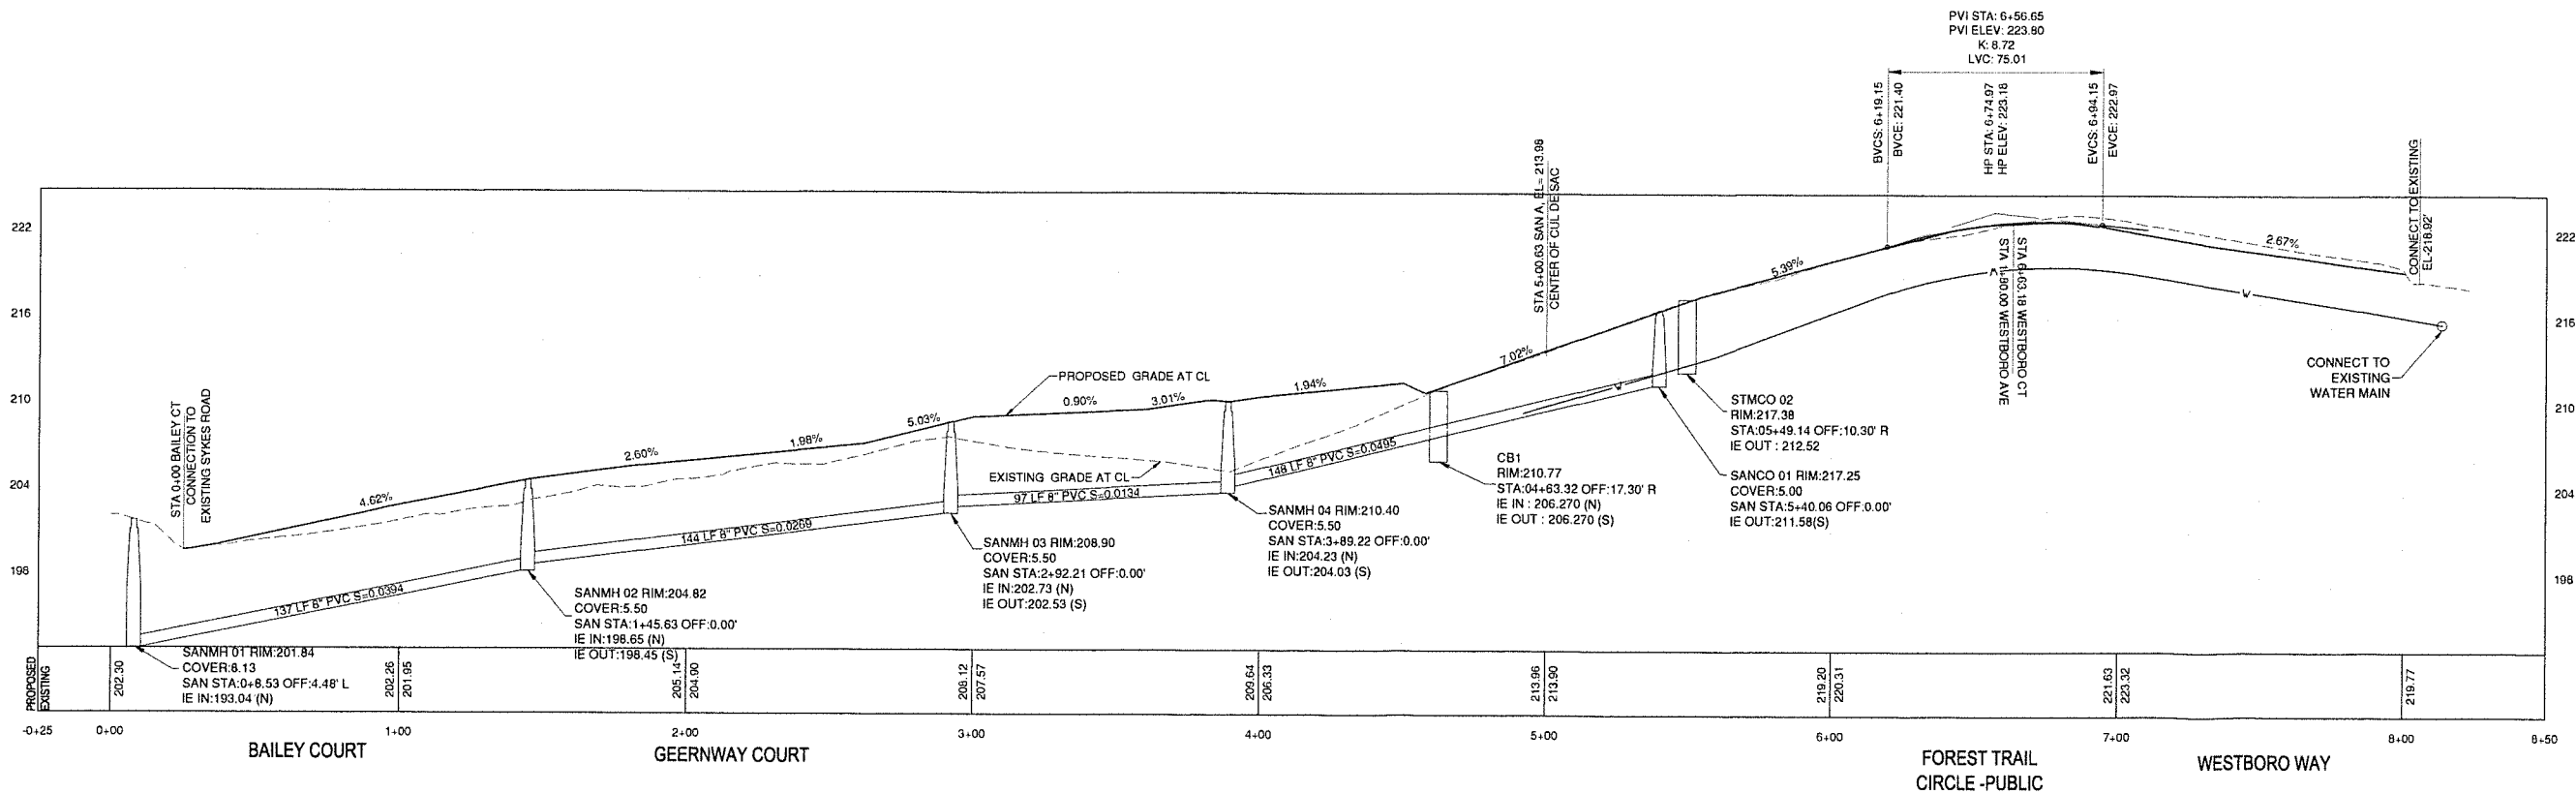 PVI STA: 6+56.65
PVI ELEV: 223.80
K: 8.72
LVC: 75.01
BVCS: 6+19.15
BVCE: 221.40
HP STA: 6+74.97
HP ELEV: 223.18
EVCS: 6+94.15
EVCE: 222.97
222
216
210
204
198
222
216
210
204
198
STA 0+00 BAILEY CT
CONNECTION TO
EXISTING SYKES ROAD
4.62%
2.60%
1.98%
5.03%
PROPOSED GRADE AT CL
0.90%
3.01%
1.94%
7.02%
5.39%
2.67%
STA 5+00.63 SAN A, EL= 213.98
CENTER OF CUL DE SAC
STA 6+63.18 WESTBORO CT
STA 1+80.00 WESTBORO AVE
CONNECT TO EXISTING
EL-218.92'
W
W
W
CONNECT TO
EXISTING
WATER MAIN
EXISTING GRADE AT CL
137 LF 8" PVC S=0.0394
144 LF 8" PVC S=0.0269
97 LF 8" PVC S=0.0134
148 LF 8" PVC S=0.0495
SANMH 01 RIM:201.84
COVER:8.13
SAN STA:0+8.53 OFF:4.48' L
IE IN:193.04 (N)
SANMH 02 RIM:204.82
COVER:5.50
SAN STA:1+45.63 OFF:0.00'
IE IN:198.65 (N)
IE OUT:198.45 (S)
SANMH 03 RIM:208.90
COVER:5.50
SAN STA:2+92.21 OFF:0.00'
IE IN:202.73 (N)
IE OUT:202.53 (S)
SANMH 04 RIM:210.40
COVER:5.50
SAN STA:3+89.22 OFF:0.00'
IE IN:204.23 (N)
IE OUT:204.03 (S)
CB1
RIM:210.77
STA:04+63.32 OFF:17.30' R
IE IN : 206.270 (N)
IE OUT : 206.270 (S)
STMCO 02
RIM:217.38
STA:05+49.14 OFF:10.30' R
IE OUT : 212.52
SANCO 01 RIM:217.25
COVER:5.00
SAN STA:5+40.06 OFF:0.00'
IE OUT:211.58(S)
PROPOSED
EXISTING
202.30
202.26
201.95
205.14
204.90
208.12
207.57
209.64
206.33
213.96
213.90
219.20
220.31
221.63
223.32
219.77
-0+25
0+00
1+00
2+00
3+00
4+00
5+00
6+00
7+00
8+00
8+50
BAILEY COURT
GEERNWAY COURT
FOREST TRAIL
CIRCLE -PUBLIC
WESTBORO WAY